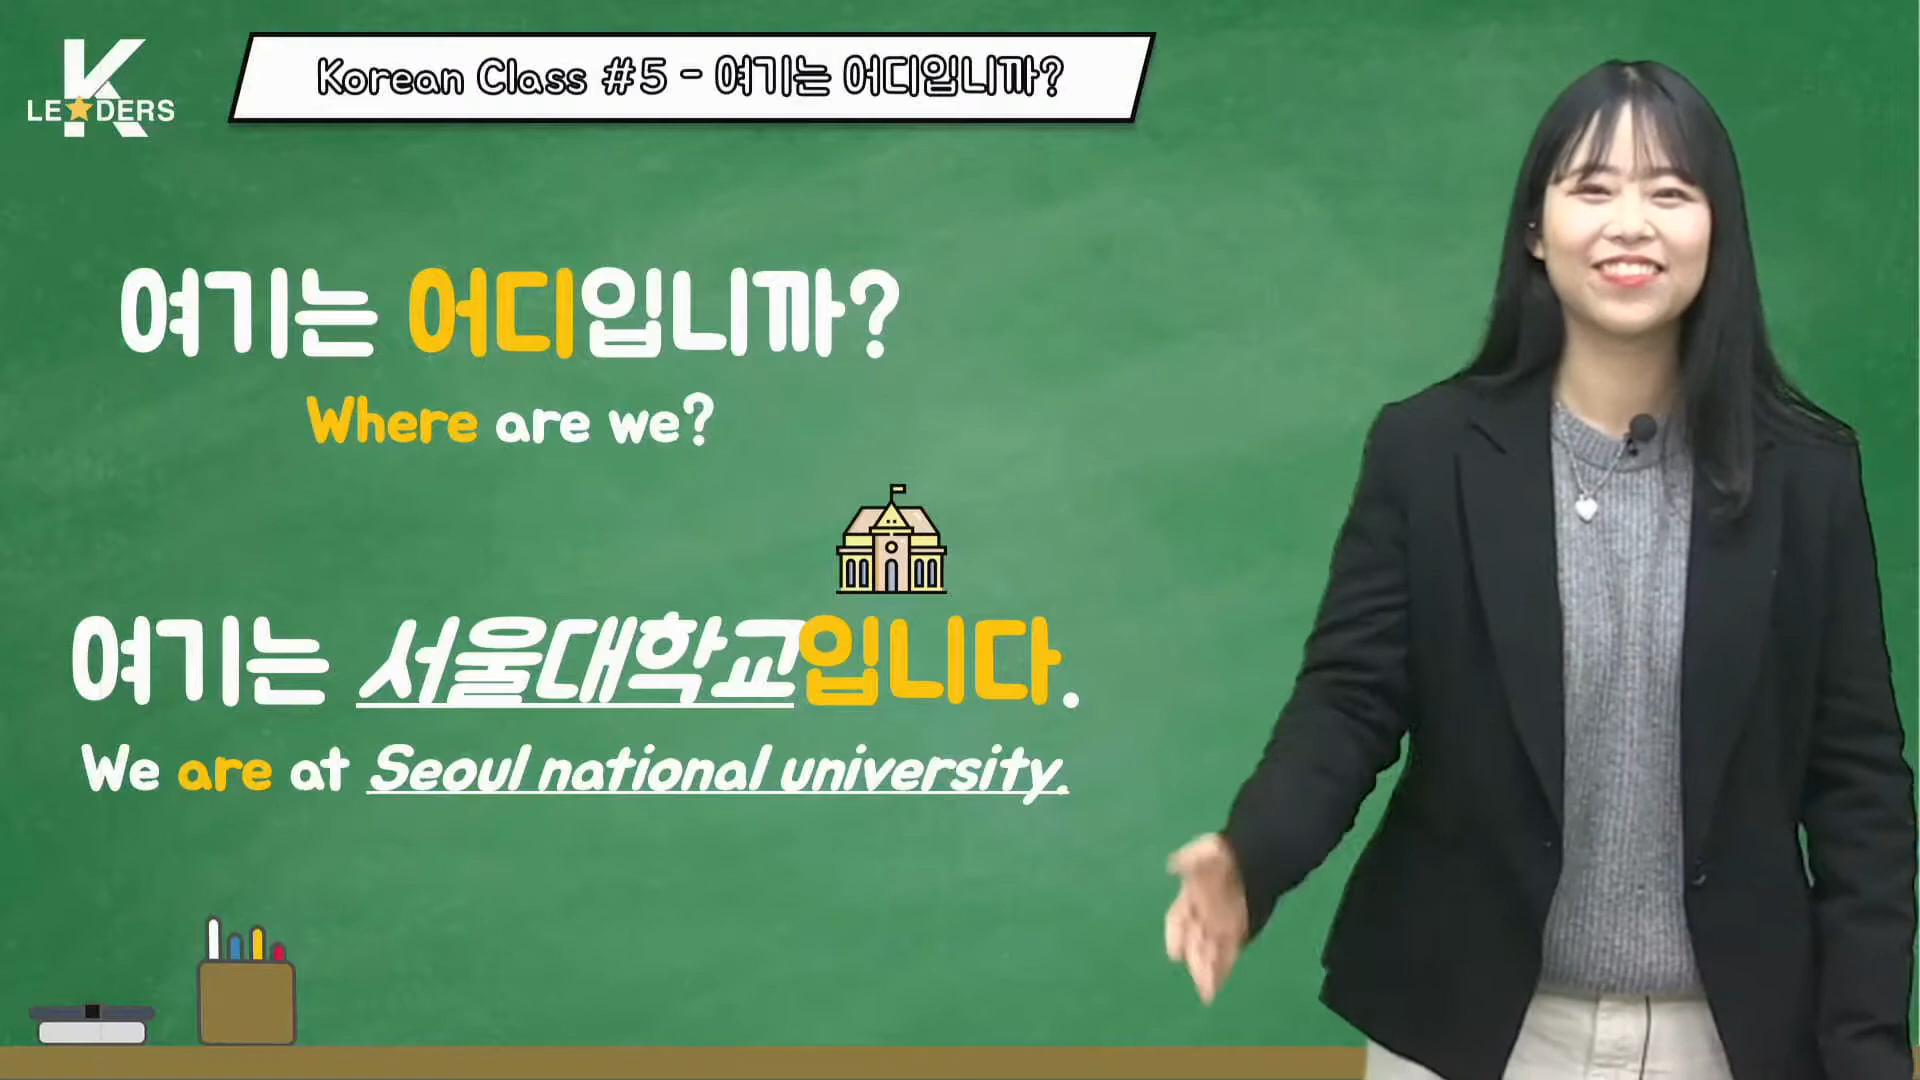 K
LEADERS
Korean Class #5 - 여기는 어디입니까?
여기는 어디입니까?
Where are we?
여기는 서울대학교입니다.
We are at Seoul national university.